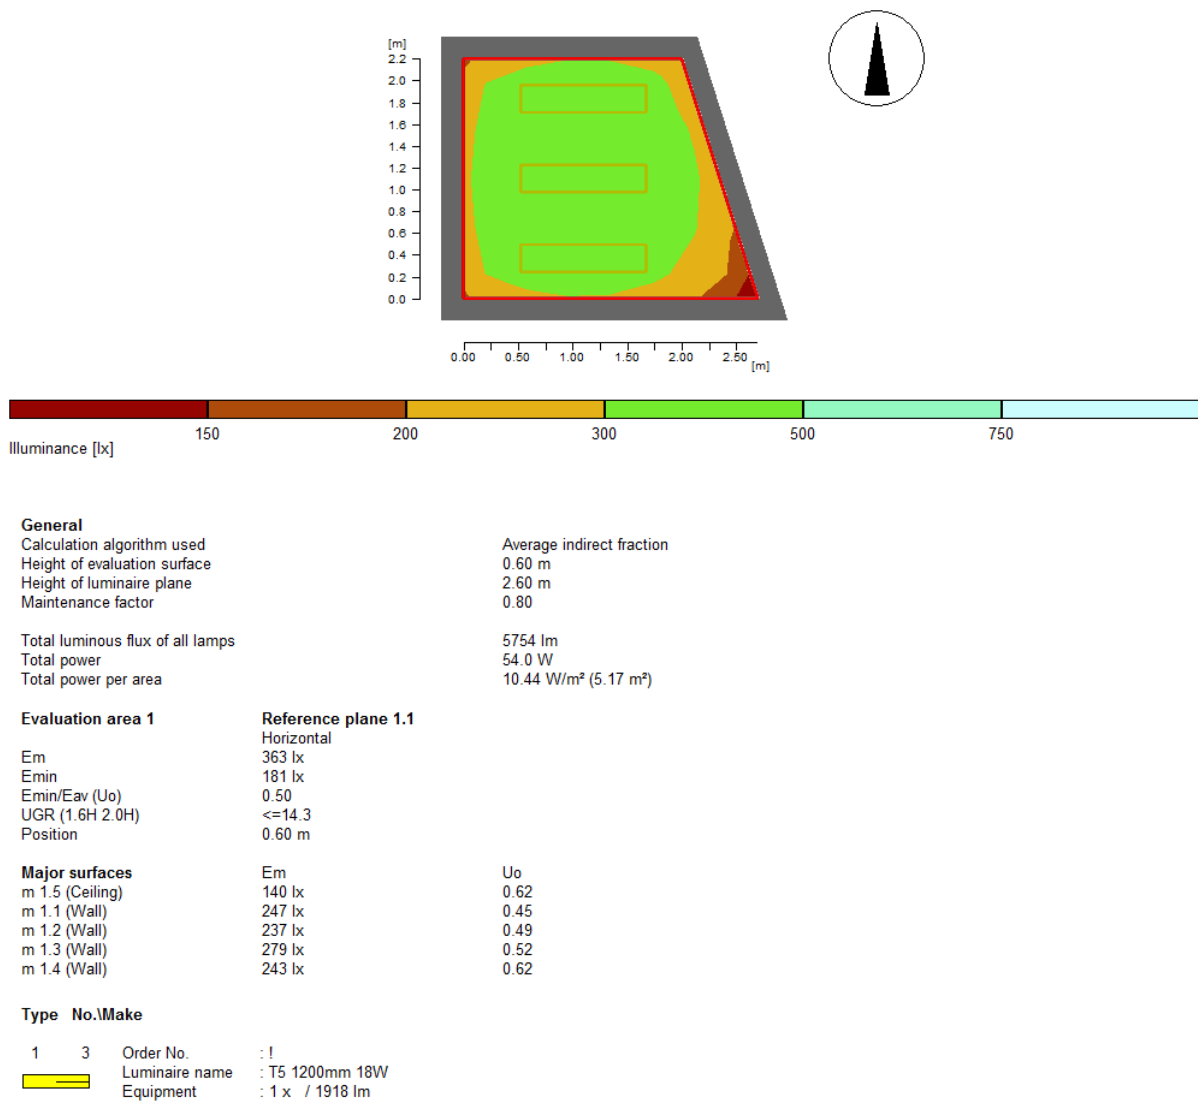 [m]
2.2
2.0
1.8
1.6
1.4
1.2
1.0
0.8
0.6
0.4
0.2
0.0
0.00 0.50 1.00 1.50 2.00 2.50
[m]
150 200 300 500 750
Illuminance [lx]
General
Calculation algorithm used Average indirect fraction
Height of evaluation surface 0.60 m
Height of luminaire plane 2.60 m
Maintenance factor 0.80
Total luminous flux of all lamps 5754 lm
Total power 54.0 W
Total power per area 10.44 W/m² (5.17 m²)
Evaluation area 1 Reference plane 1.1
Horizontal
Em 363 lx
Emin 181 lx
Emin/Eav (Uo) 0.50
UGR (1.6H 2.0H) <=14.3
Position 0.60 m
Major surfaces Em Uo
m 1.5 (Ceiling) 140 lx 0.62
m 1.1 (Wall) 247 lx 0.45
m 1.2 (Wall) 237 lx 0.49
m 1.3 (Wall) 279 lx 0.52
m 1.4 (Wall) 243 lx 0.62
Type No.\Make
1 3 Order No. : !
Luminaire name : T5 1200mm 18W
Equipment : 1 x / 1918 lm